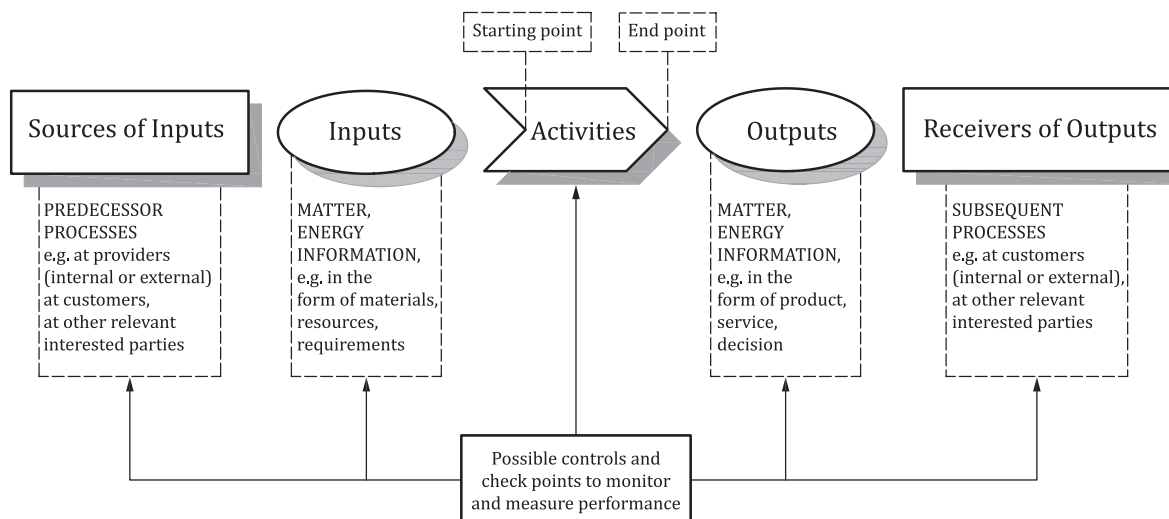 Starting point
End point
Sources of Inputs
Inputs
Activities
Outputs
Receivers of Outputs
PREDECESSOR
PROCESSES
e.g. at providers
(internal or external)
at customers,
at other relevant
interested parties
MATTER,
ENERGY
INFORMATION,
e.g. in the
form of materials,
resources,
requirements
MATTER,
ENERGY
INFORMATION,
e.g. in the
form of product,
service,
decision
SUBSEQUENT
PROCESSES
e.g. at customers
(internal or external),
at other relevant
interested parties
Possible controls and
check points to monitor
and measure performance